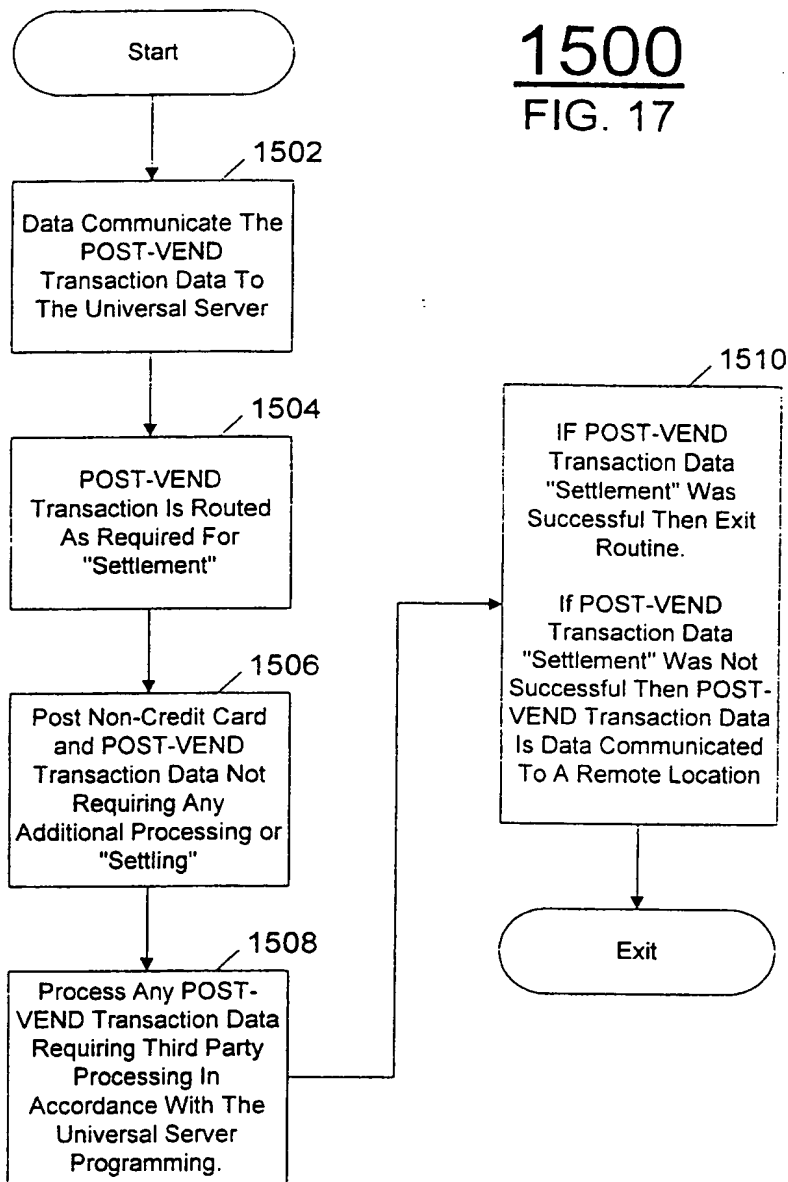 Start
1500
FIG. 17
1502
Data Communicate The
POST-VEND
Transaction Data To
The Universal Server
1504
POST-VEND
Transaction Is Routed
As Required For
"Settlement"
1506
Post Non-Credit Card
and POST-VEND
Transaction Data Not
Requiring Any
Additional Processing or
"Settling"
1508
Process Any POST-
VEND Transaction Data
Requiring Third Party
Processing In
Accordance With The
Universal Server
Programming.
1510
IF POST-VEND
Transaction Data
"Settlement" Was
Successful Then Exit
Routine.
If POST-VEND
Transaction Data
"Settlement" Was Not
Successful Then POST-
VEND Transaction Data
Is Data Communicated
To A Remote Location
Exit